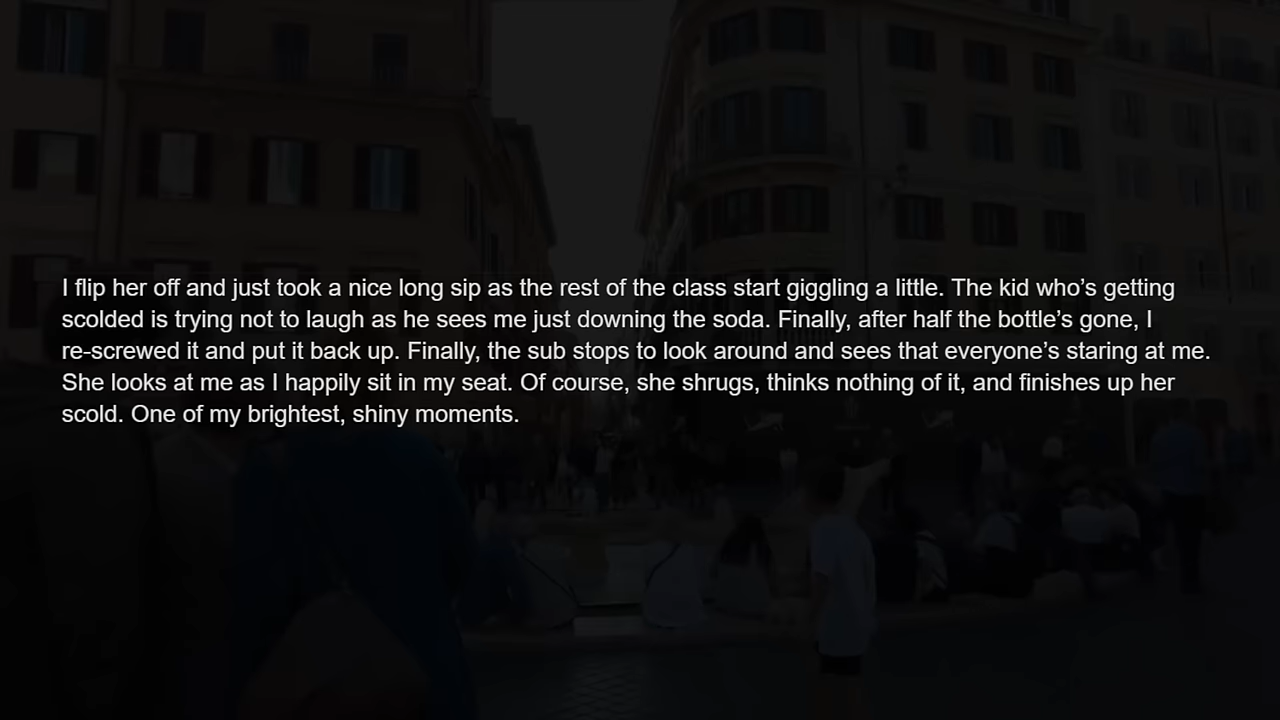 I flip her off and just took a nice long sip as the rest of the class start giggling a little. The kid who’s getting
scolded is trying not to laugh as he sees me just downing the soda. Finally, after half the bottle’s gone, I
re-screwed it and put it back up. Finally, the sub stops to look around and sees that everyone’s staring at me.
She looks at me as I happily sit in my seat. Of course, she shrugs, thinks nothing of it, and finishes up her
scold. One of my brightest, shiny moments.